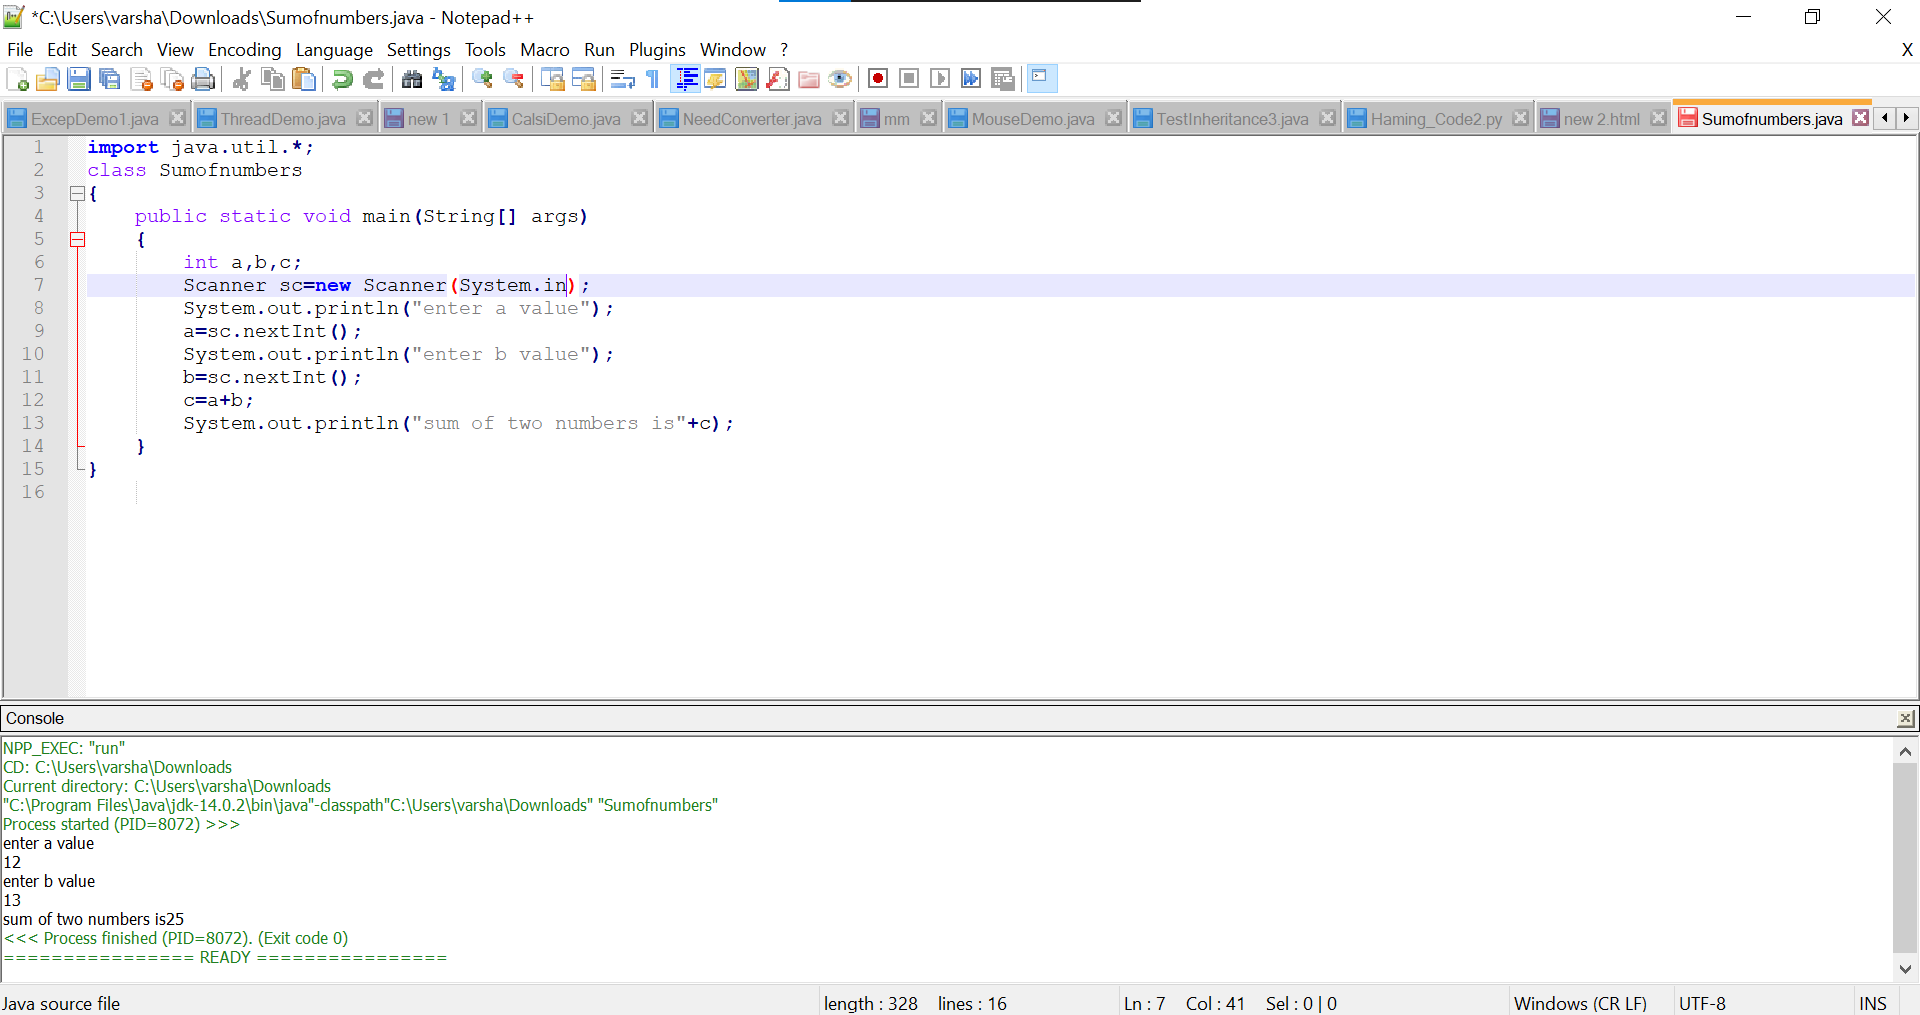 *C:\Users\varsha\Downloads\Sumofnumbers.java - Notepad++
File Edit Search View Encoding Language Settings Tools Macro Run Plugins Window ? X
ExcepDemo1.java ThreadDemo.java new 1 CalsiDemo.java NeedConverter.java mm MouseDemo.java TestInheritance3.java Haming_Code2.py new 2.html Sumofnumbers.java
1 import java.util.*;
2 class Sumofnumbers
3 {
4 public static void main(String[] args)
5 {
6 int a,b,c;
7 Scanner sc=new Scanner(System.in);
8 System.out.println("enter a value");
9 a=sc.nextInt();
10 System.out.println("enter b value");
11 b=sc.nextInt();
12 c=a+b;
13 System.out.println("sum of two numbers is"+c);
14 }
15 }
16
Console
NPP_EXEC: "run"
CD: C:\Users\varsha\Downloads
Current directory: C:\Users\varsha\Downloads
"C:\Program Files\Java\jdk-14.0.2\bin\java"-classpath"C:\Users\varsha\Downloads" "Sumofnumbers"
Process started (PID=8072) >>>
enter a value
12
enter b value
13
sum of two numbers is25
<<< Process finished (PID=8072). (Exit code 0)
================ READY ================
Java source file length : 328 lines : 16 Ln : 7 Col : 41 Sel : 0 | 0 Windows (CR LF) UTF-8 INS